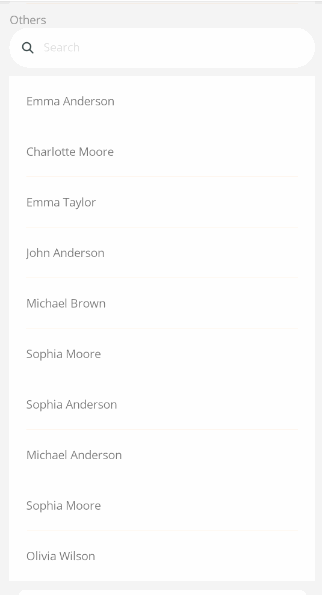 Others
Search
Emma Anderson
Charlotte Moore
Emma Taylor
John Anderson
Michael Brown
Sophia Moore
Sophia Anderson
Michael Anderson
Sophia Moore
Olivia Wilson